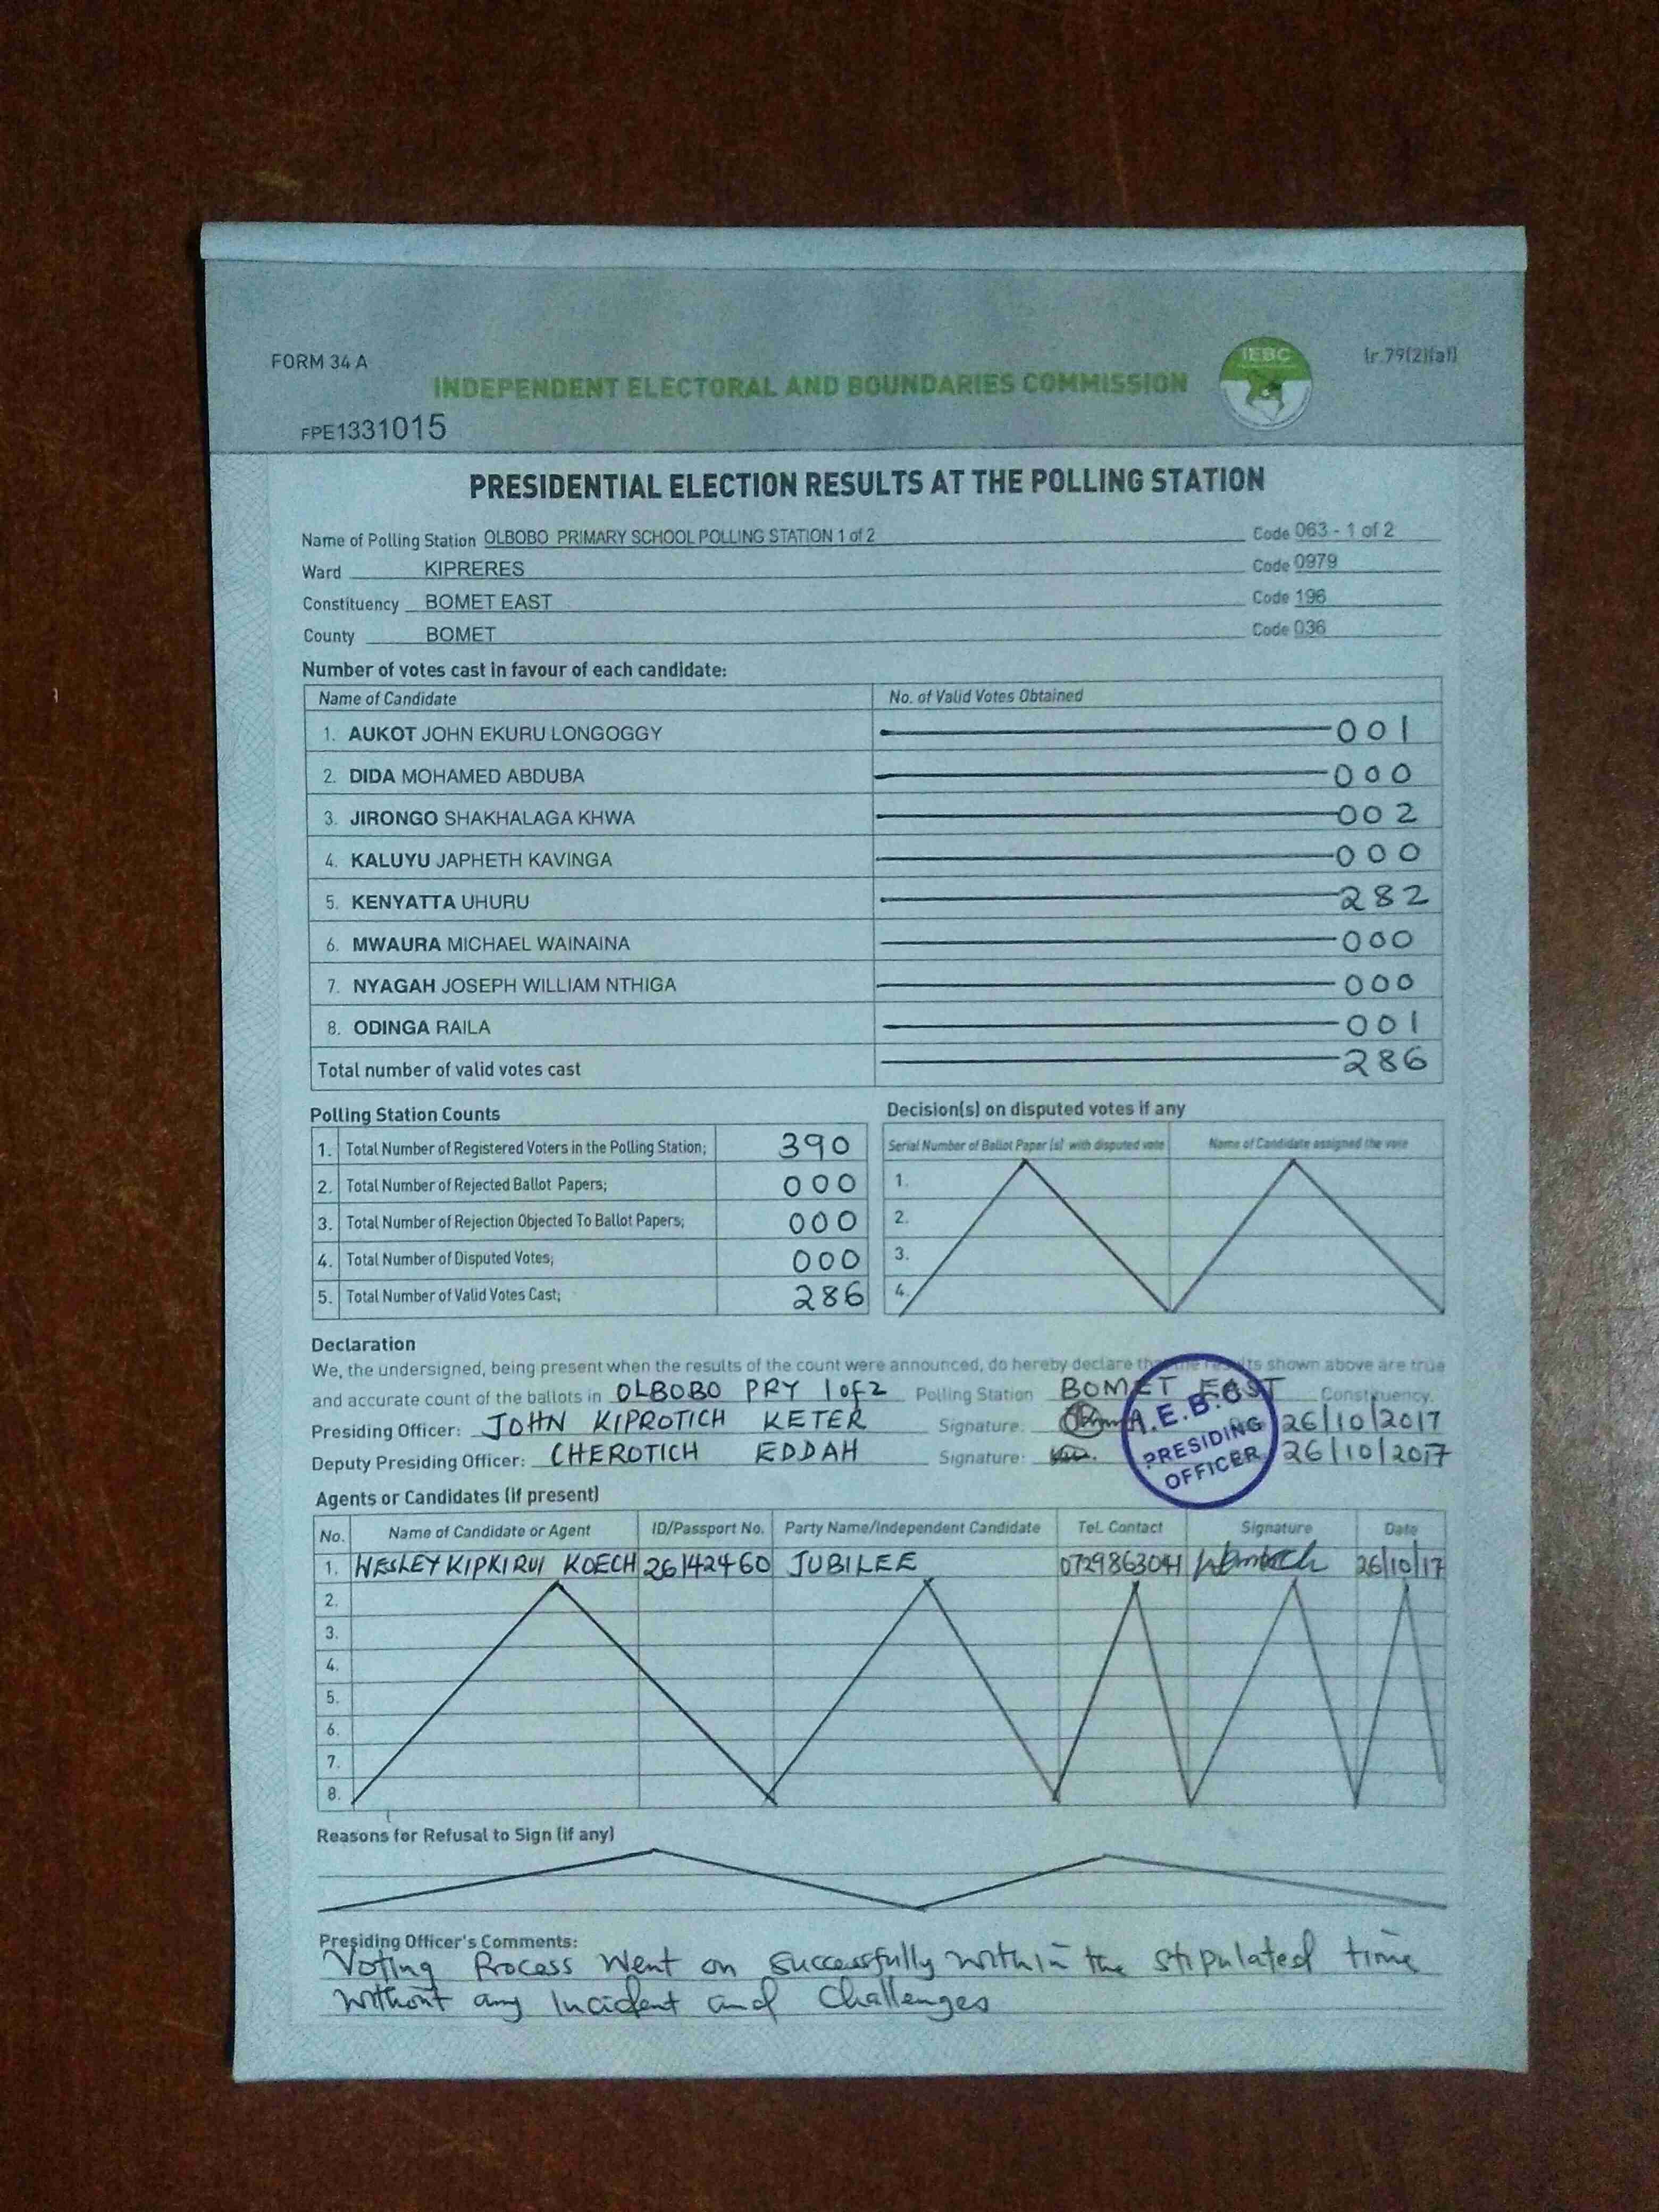 FORM 34 A
IEBC
(r.79(2)(a))
INDEPENDENT ELECTORAL AND BOUNDARIES COMMISSION
FPE1331015
PRESIDENTIAL ELECTION RESULTS AT THE POLLING STATION
Name of Polling Station OLBOBO PRIMARY SCHOOL POLLING STATION 1 of 2 Code 063 - 1 of 2
Ward KIPRERES Code 0979
Constituency BOMET EAST Code 196
County BOMET Code 036
Number of votes cast in favour of each candidate:
Name of Candidate No. of Valid Votes Obtained
1. AUKOT JOHN EKURU LONGOGGY 001
2. DIDA MOHAMED ABDUBA 000
3. JIRONGO SHAKHALAGA KHWA 002
4. KALUYU JAPHETH KAVINGA 000
5. KENYATTA UHURU 282
6. MWAURA MICHAEL WAINAINA 000
7. NYAGAH JOSEPH WILLIAM NTHIGA 000
8. ODINGA RAILA 001
Total number of valid votes cast 286
Polling Station Counts
1. Total Number of Registered Voters in the Polling Station; 390
2. Total Number of Rejected Ballot Papers; 000
3. Total Number of Rejection Objected To Ballot Papers; 000
4. Total Number of Disputed Votes; 000
5. Total Number of Valid Votes Cast; 286
Decision(s) on disputed votes if any
Serial Number of Ballot Paper (s) with disputed vote Name of Candidate assigned the vote
1.
2.
3.
4.
Declaration
We, the undersigned, being present when the results of the count were announced, do hereby declare that the results shown above are true
and accurate count of the ballots in OLBOBO PRY 1 of 2 Polling Station BOMET EAST Constituency.
Presiding Officer: JOHN KIPROTICH KETER Signature: 26/10/2017
Deputy Presiding Officer: CHEROTICH EDDAH Signature: 26/10/2017
PRESIDING
OFFICER
Agents or Candidates (if present)
No. Name of Candidate or Agent ID/Passport No. Party Name/Independent Candidate Tel. Contact Signature Date
1. WESLEY KIPKIRUI KOECH 26142460 JUBILEE 0729863041 26/10/17
2.
3.
4.
5.
6.
7.
8.
Reasons for Refusal to Sign (if any)
Presiding Officer's Comments:
Voting Process Went on successfully within the stipulated time
without any Incident and Challenges